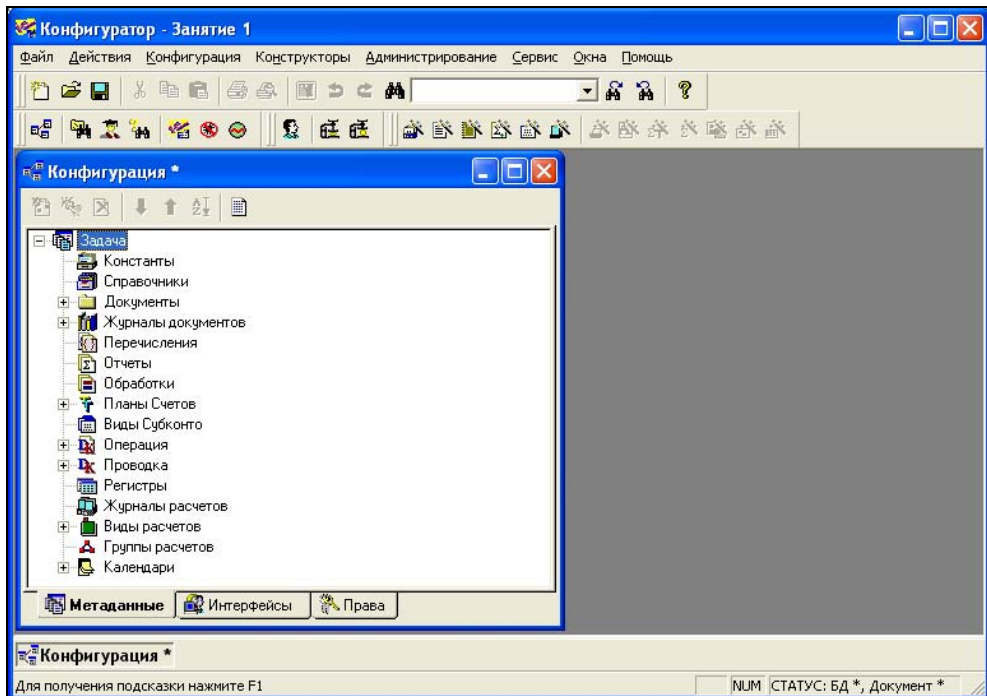 Конфигуратор - Занятие 1
Файл Действия Конфигурация Конструкторы Администрирование Сервис Окна Помощь
Конфигурация *
Задача
Константы
Справочники
Документы
Журналы документов
Перечисления
Отчеты
Обработки
Планы Счетов
Виды Субконто
Операция
Проводка
Регистры
Журналы расчетов
Виды расчетов
Группы расчетов
Календари
Метаданные Интерфейсы Права
Конфигурация *
Для получения подсказки нажмите F1 NUM СТАТУС: БД *, Документ *